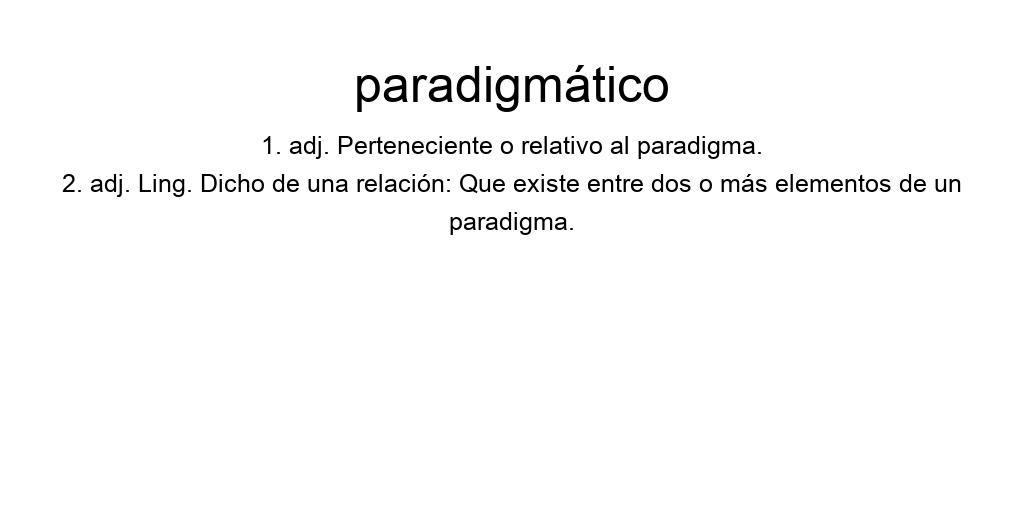 paradigmático
1. adj. Perteneciente o relativo al paradigma.
2. adj. Ling. Dicho de una relación: Que existe entre dos o más elementos de un
paradigma.